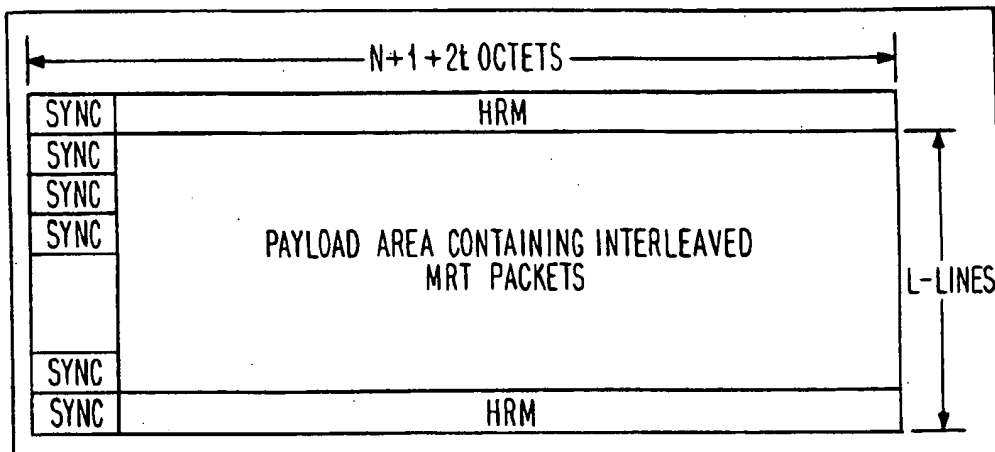 N+1+2t OCTETS
SYNC HRM
SYNC
SYNC
SYNC
PAYLOAD AREA CONTAINING INTERLEAVED
MRT PACKETS
L-LINES
SYNC
SYNC HRM